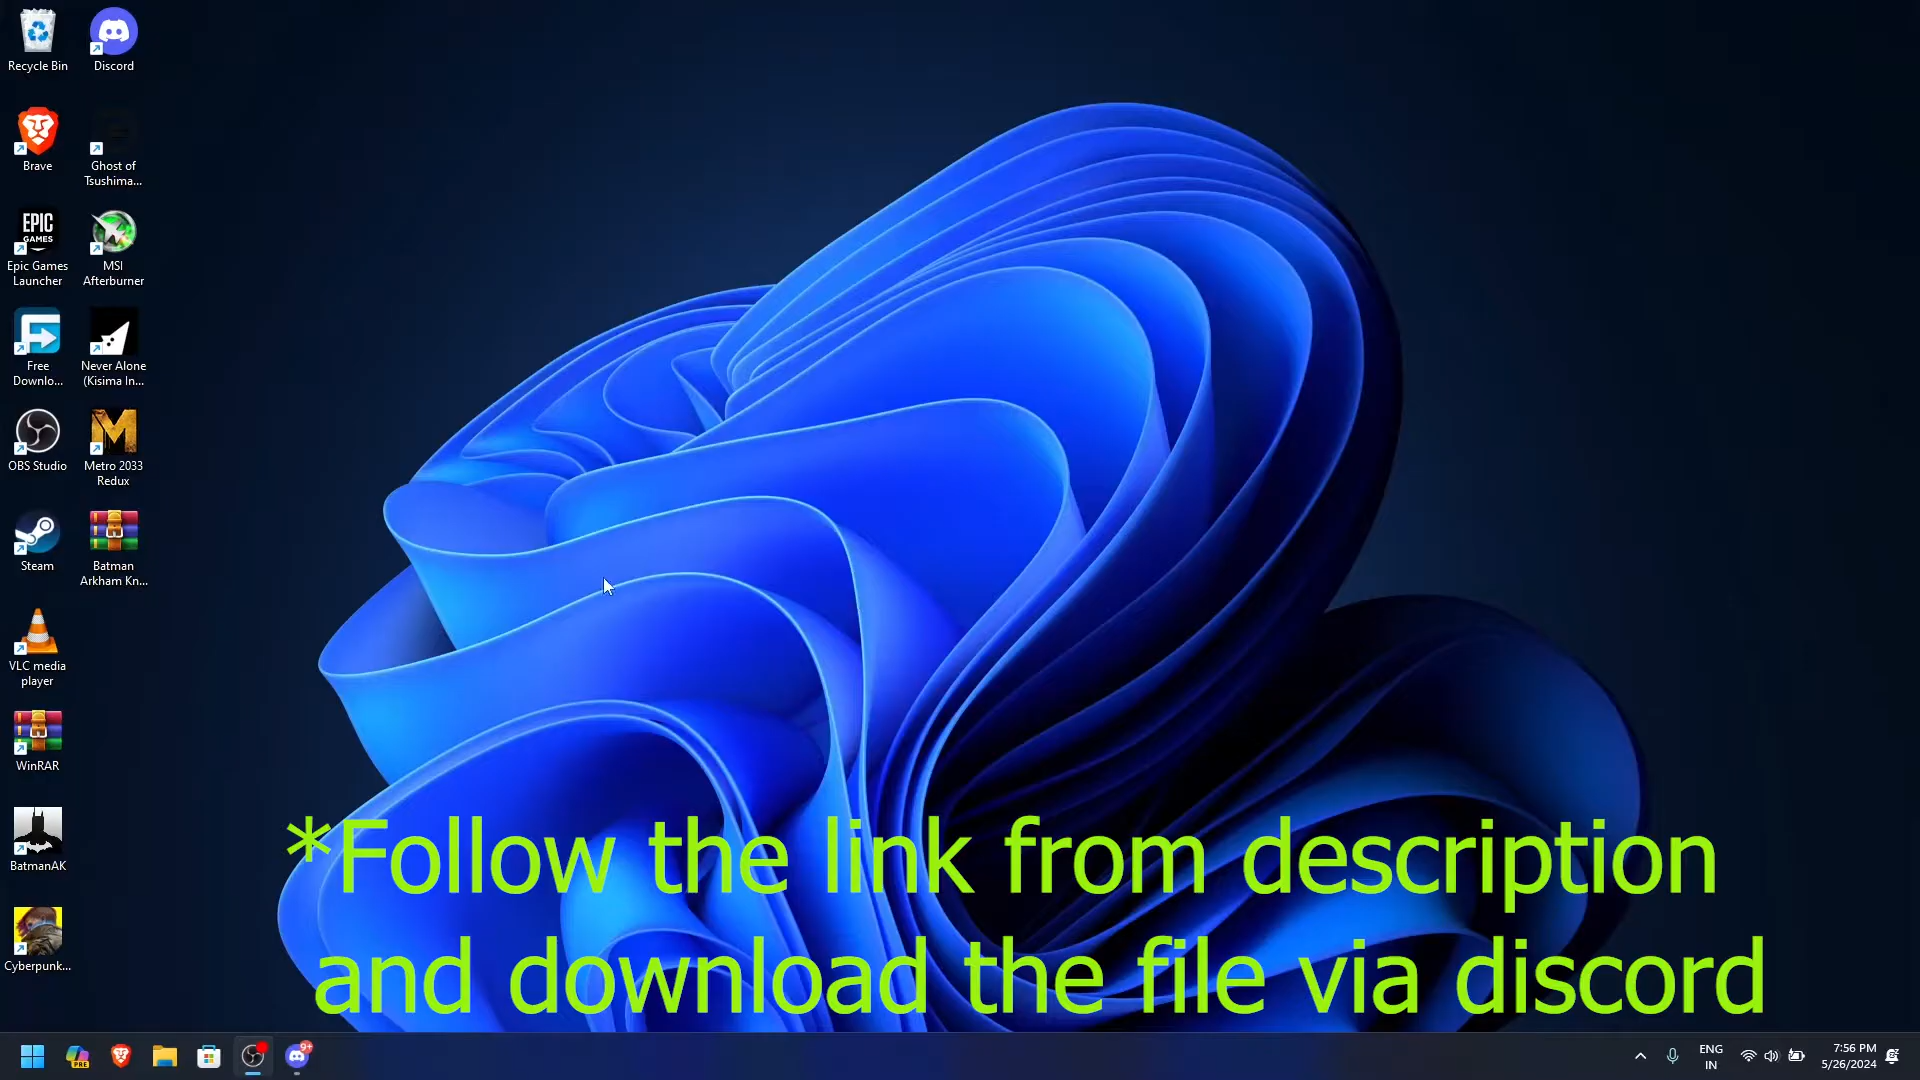 Recycle Bin
Discord
Brave
Ghost of
Tsushima...
EPIC
GAMES
Epic Games
Launcher
MSI
Afterburner
Free
Downlo...
Never Alone
(Kisima In...
OBS Studio
M
Metro 2033
Redux
Steam
Batman
Arkham Kn...
VLC media
player
WinRAR
BatmanAK
Cyberpunk...
*Follow the link from description
and download the file via discord
PRE
9+
ENG
IN
7:56 PM
5/26/2024